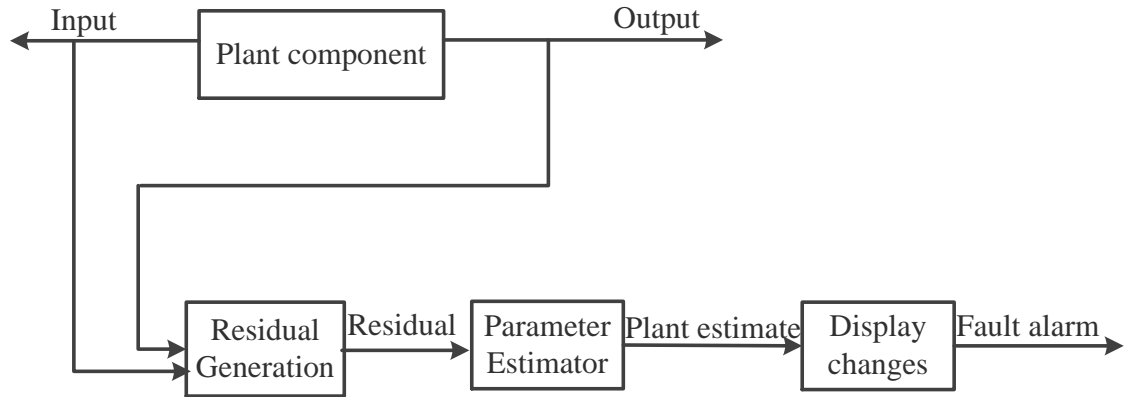 Input
Plant component
Output
Residual
Generation
Residual
Parameter
Estimator
Plant estimate
Display
changes
Fault alarm